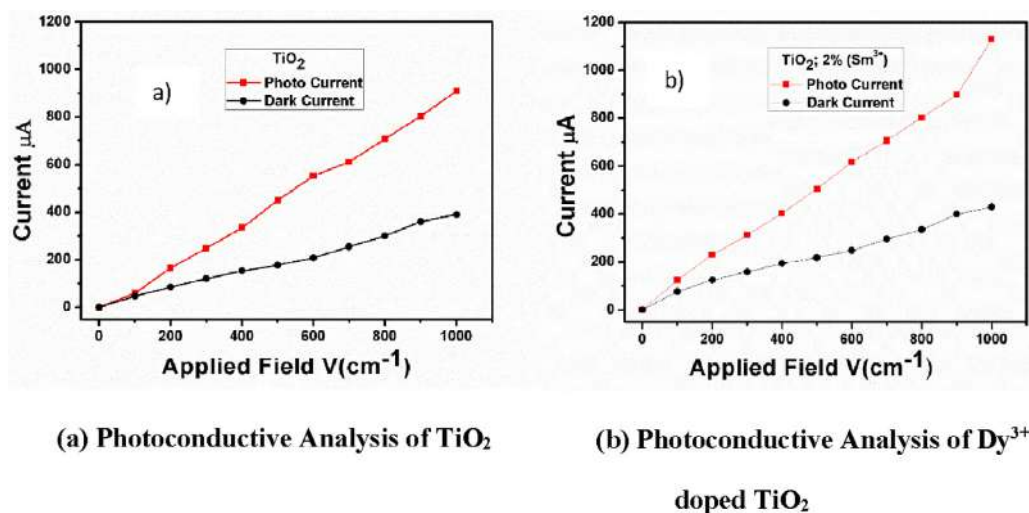 1200
1000
800
600
400
200
0
Current μA
TiO₂
Photo Current
Dark Current
a)
0 200 400 600 800 1000
Applied Field V(cm⁻¹)
1200
1000
800
600
400
200
0
Current μA
TiO₂; 2% (Sm³⁺)
Photo Current
Dark Current
b)
0 200 400 600 800 1000
Applied Field V(cm⁻¹)
(a) Photoconductive Analysis of TiO₂
(b) Photoconductive Analysis of Dy³⁺
doped TiO₂